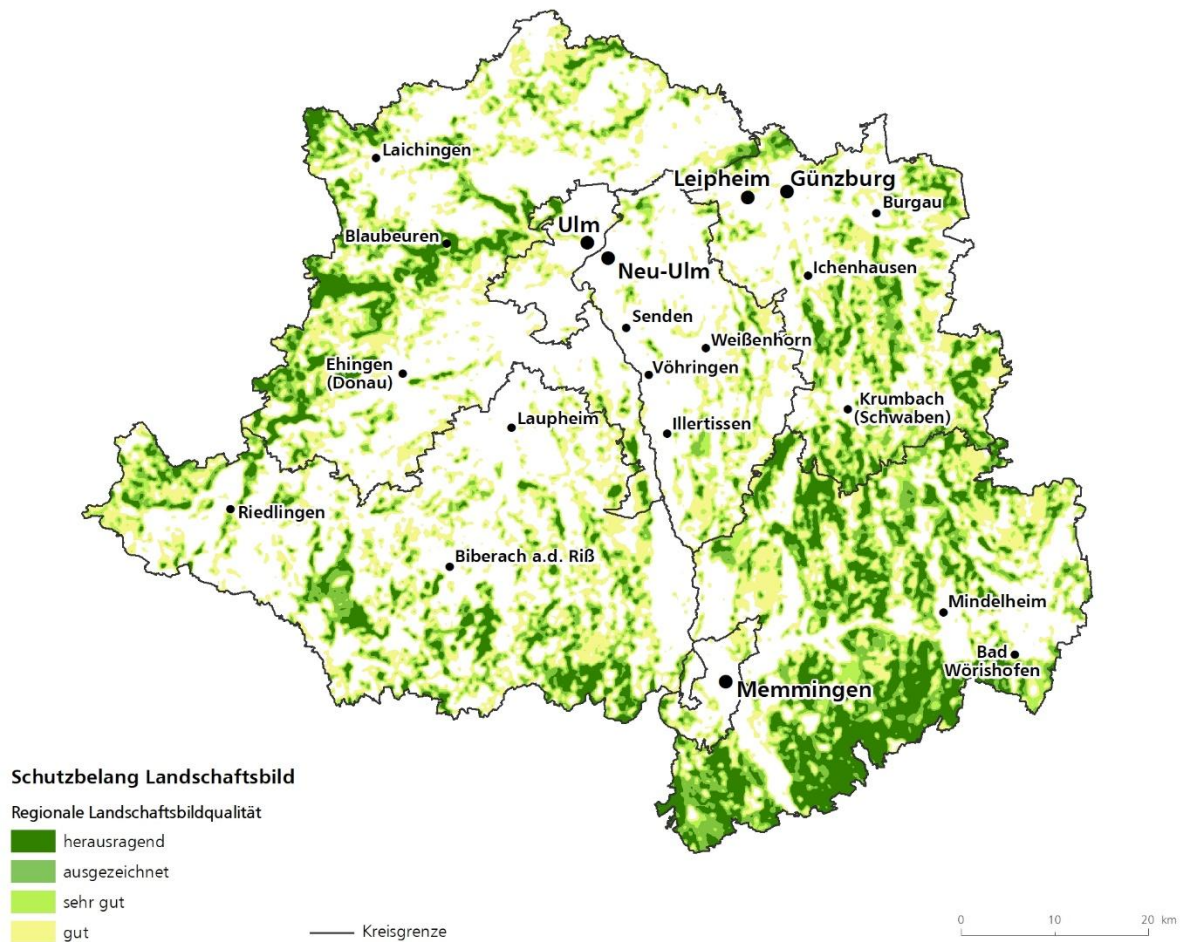 Laichingen
Leipheim
Günzburg
Burgau
Ulm
Blaubeuren
Neu-Ulm
Ichenhausen
Senden
Weißenhorn
Ehingen
(Donau)
Vöhringen
Krumbach
(Schwaben)
Laupheim
Illertissen
Riedlingen
Biberach a.d. Riß
Mindelheim
Bad
Wörishofen
Memmingen
Schutzbelang Landschaftsbild
Regionale Landschaftsbildqualität
herausragend
ausgezeichnet
sehr gut
gut
Kreisgrenze
0 10 20 km